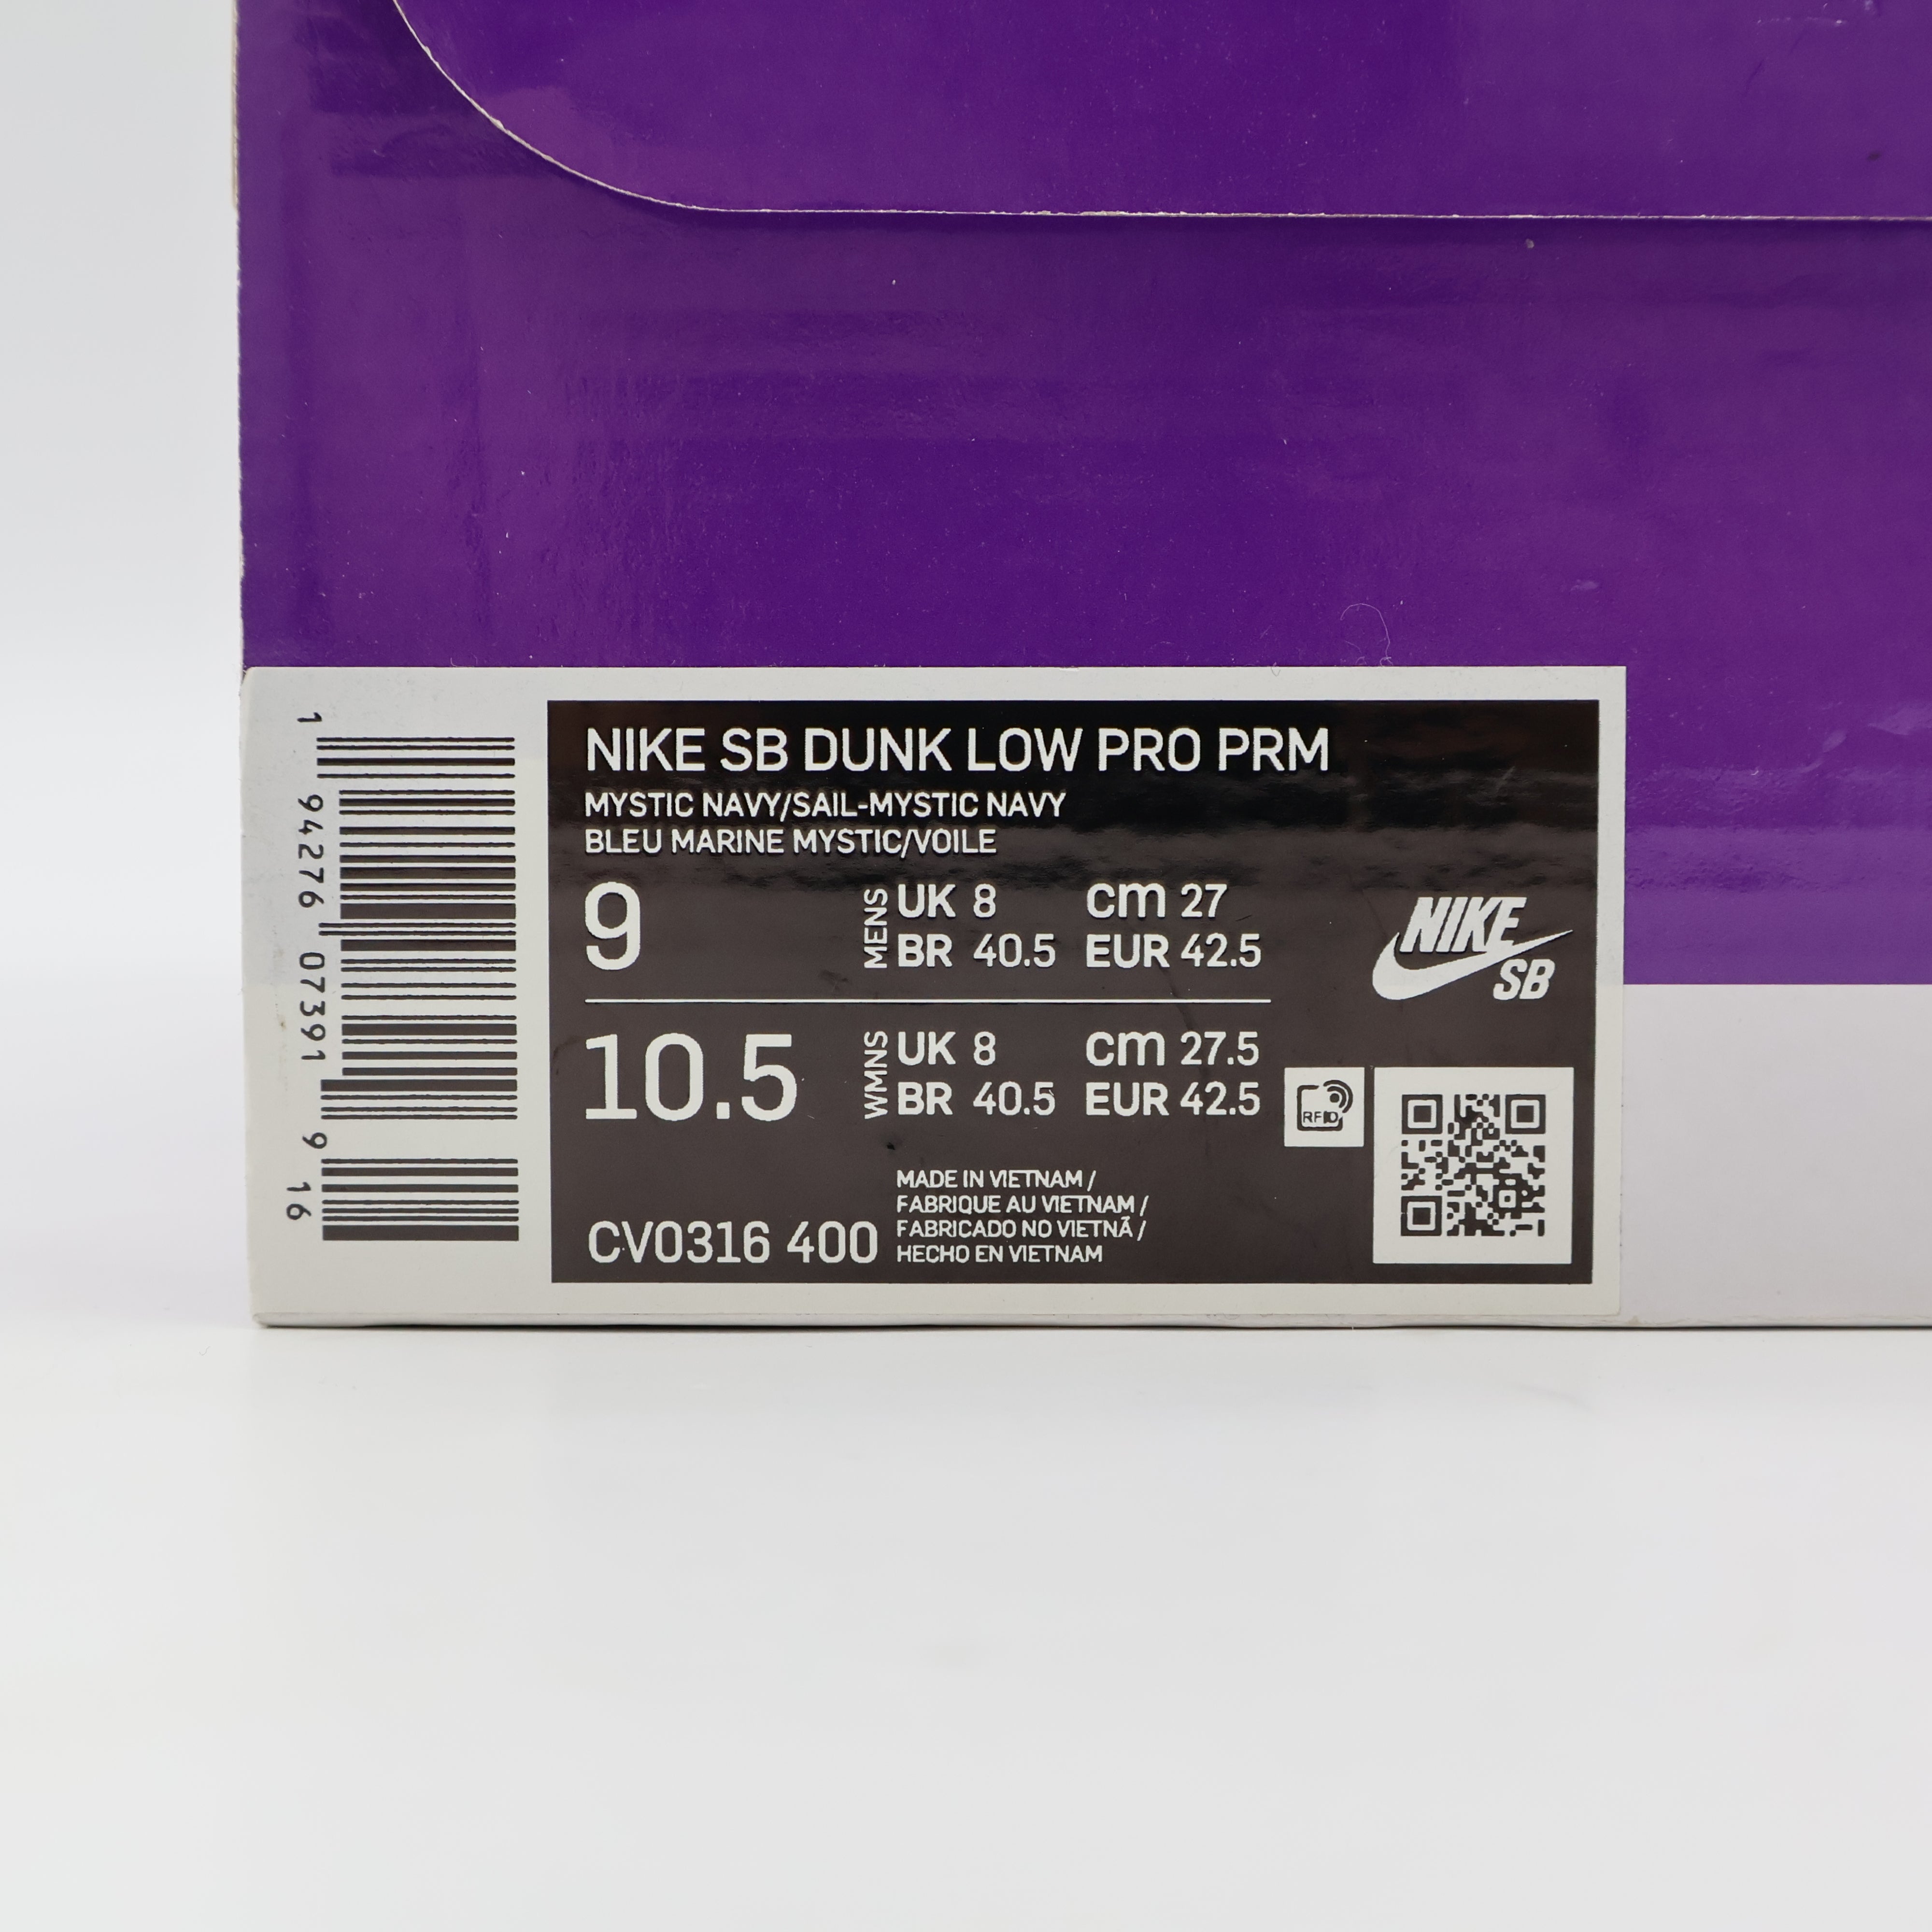 1 94276 07391 9 16
NIKE SB DUNK LOW PRO PRM
MYSTIC NAVY/SAIL-MYSTIC NAVY
BLEU MARINE MYSTIC/VOILE
9 MENS UK 8 cm 27
BR 40.5 EUR 42.5
NIKE
SB
10.5 WMNS UK 8 cm 27.5
BR 40.5 EUR 42.5
RFID
MADE IN VIETNAM /
FABRIQUE AU VIETNAM /
FABRICADO NO VIETNÃ /
HECHO EN VIETNAM
CV0316 400